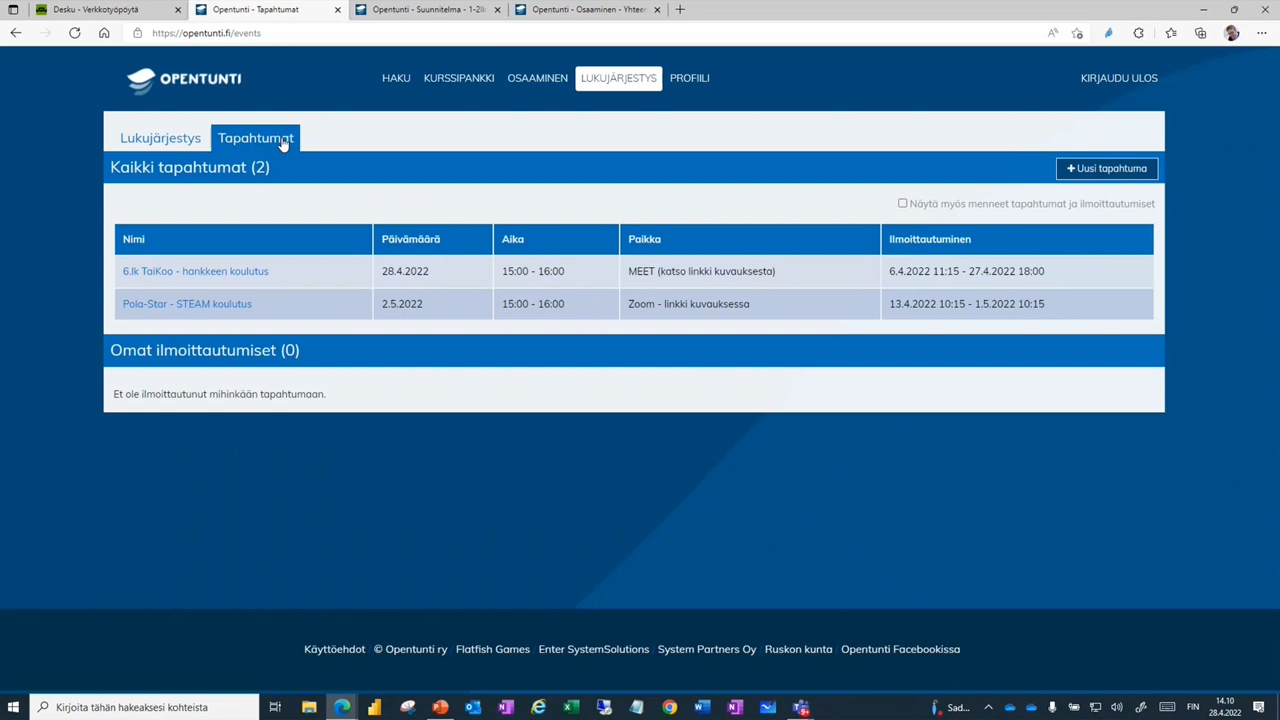 Desku - Verkkotyöpöytä
Opentunti - Tapahtumat
Opentunti - Suunnitelma - 1-2lk
Opentunti - Osaaminen - Yhteen
https://opentunti.fi/events
OPENTUNTI
HAKU
KURSSIPANKKI
OSAAMINEN
LUKUJÄRJESTYS
PROFIILI
KIRJAUDU ULOS
Lukujärjestys
Tapahtumat
Kaikki tapahtumat (2)
+ Uusi tapahtuma
Näytä myös menneet tapahtumat ja ilmoittautumiset
Nimi Päivämäärä Aika Paikka Ilmoittautuminen
6.lk TaiKoo - hankkeen koulutus 28.4.2022 15:00 - 16:00 MEET (katso linkki kuvauksesta) 6.4.2022 11:15 - 27.4.2022 18:00
Pola-Star - STEAM koulutus 2.5.2022 15:00 - 16:00 Zoom - linkki kuvauksessa 13.4.2022 10:15 - 1.5.2022 10:15
Omat ilmoittautumiset (0)
Et ole ilmoittautunut mihinkään tapahtumaan.
Käyttöehdot © Opentunti ry Flatfish Games Enter SystemSolutions System Partners Oy Ruskon kunta Opentunti Facebookissa
Kirjoita tähän hakeaksesi kohteista
Sad...
FIN
14.10
28.4.2022